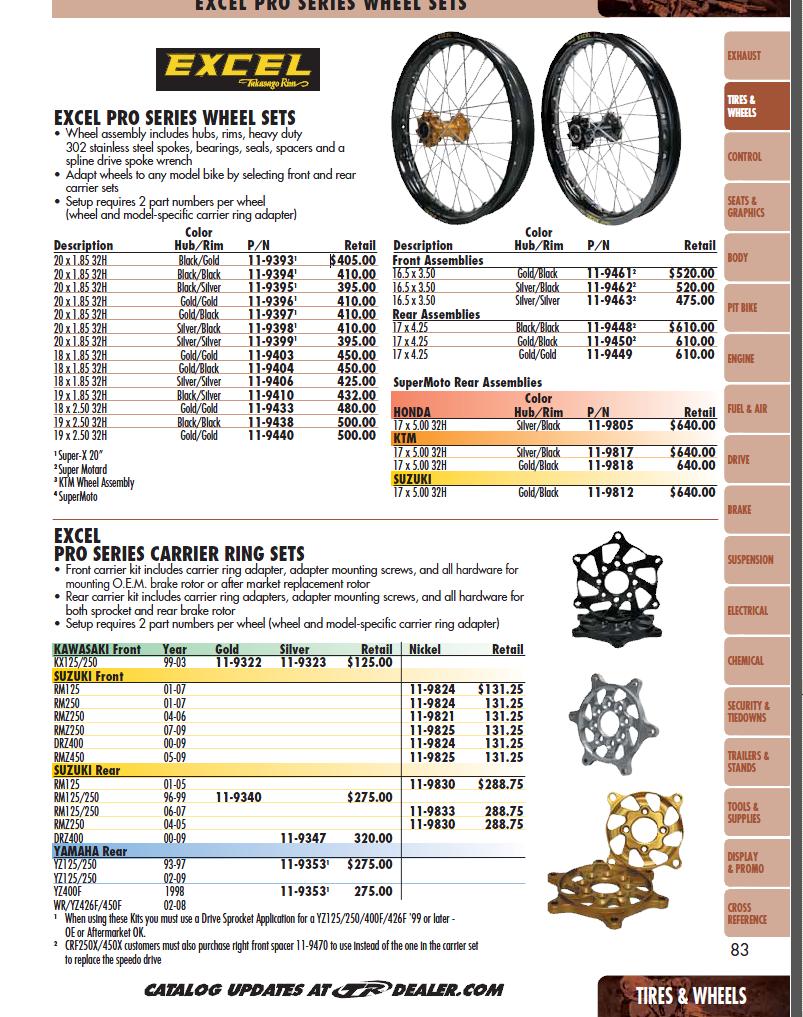 EXCEL PRO SERIES WHEEL SETS
EXCEL
Takasago Rim
EXCEL PRO SERIES WHEEL SETS
• Wheel assembly includes hubs, rims, heavy duty
302 stainless steel spokes, bearings, seals, spacers and a
spline drive spoke wrench
• Adapt wheels to any model bike by selecting front and rear
carrier sets
• Setup requires 2 part numbers per wheel
(wheel and model-specific carrier ring adapter)
Color
Description Hub/Rim P/N Retail
20 x 1.85 32H Black/Gold 11-9393¹ $405.00
20 x 1.85 32H Black/Black 11-9394¹ 410.00
20 x 1.85 32H Black/Silver 11-9395¹ 395.00
20 x 1.85 32H Gold/Gold 11-9396¹ 410.00
20 x 1.85 32H Gold/Black 11-9397¹ 410.00
20 x 1.85 32H Silver/Black 11-9398¹ 410.00
20 x 1.85 32H Silver/Silver 11-9399¹ 395.00
18 x 1.85 32H Gold/Gold 11-9403 450.00
18 x 1.85 32H Gold/Black 11-9404 450.00
18 x 1.85 32H Silver/Silver 11-9406 425.00
19 x 1.85 32H Black/Silver 11-9410 432.00
18 x 2.50 32H Gold/Gold 11-9433 480.00
19 x 2.50 32H Black/Black 11-9438 500.00
19 x 2.50 32H Gold/Gold 11-9440 500.00
¹ Super-X 20"
² Super Motard
³ KTM Wheel Assembly
⁴ SuperMoto
Color
Description Hub/Rim P/N Retail
Front Assemblies
16.5 x 3.50 Gold/Black 11-9461² $520.00
16.5 x 3.50 Silver/Black 11-9462² 520.00
16.5 x 3.50 Silver/Silver 11-9463² 475.00
Rear Assemblies
17 x 4.25 Black/Black 11-9448² $610.00
17 x 4.25 Gold/Black 11-9450² 610.00
17 x 4.25 Gold/Gold 11-9449 610.00
SuperMoto Rear Assemblies
Color
HONDA Hub/Rim P/N Retail
17 x 5.00 32H Silver/Black 11-9805 $640.00
KTM
17 x 5.00 32H Silver/Black 11-9817 $640.00
17 x 5.00 32H Gold/Black 11-9818 640.00
SUZUKI
17 x 5.00 32H Gold/Black 11-9812 $640.00
EXCEL
PRO SERIES CARRIER RING SETS
• Front carrier kit includes carrier ring adapter, adapter mounting screws, and all hardware for
mounting O.E.M. brake rotor or after market replacement rotor
• Rear carrier kit includes carrier ring adapters, adapter mounting screws, and all hardware for
both sprocket and rear brake rotor
• Setup requires 2 part numbers per wheel (wheel and model-specific carrier ring adapter)
KAWASAKI Front Year Gold Silver Retail Nickel Retail
KX125/250 99-03 11-9322 11-9323 $125.00
SUZUKI Front
RM125 01-07 11-9824 $131.25
RM250 01-07 11-9824 131.25
RMZ250 04-06 11-9821 131.25
RMZ250 07-09 11-9825 131.25
DRZ400 00-09 11-9824 131.25
RMZ450 05-09 11-9825 131.25
SUZUKI Rear
RM125 01-05 11-9830 $288.75
RM125/250 96-99 11-9340 $275.00
RM125/250 06-07 11-9833 288.75
RMZ250 04-05 11-9830 288.75
DRZ400 00-09 11-9347 320.00
YAMAHA Rear
YZ125/250 93-97 11-9353¹ $275.00
YZ125/250 02-09
YZ400F 1998 11-9353¹ 275.00
WR/YZ426F/450F 02-08
¹ When using these Kits you must use a Drive Sprocket Application for a YZ125/250/400F/426F '99 or later -
OE or Aftermarket OK.
² CRF250X/450X customers must also purchase right front spacer 11-9470 to use instead of the one in the carrier set
to replace the speedo drive
CATALOG UPDATES AT DEALER.COM
EXHAUST
TIRES &
WHEELS
CONTROL
SEATS &
GRAPHICS
BODY
PIT BIKE
ENGINE
FUEL & AIR
DRIVE
BRAKE
SUSPENSION
ELECTRICAL
CHEMICAL
SECURITY &
TIEDOWNS
TRAILERS &
STANDS
TOOLS &
SUPPLIES
DISPLAY
& PROMO
CROSS
REFERENCE
83
TIRES & WHEELS